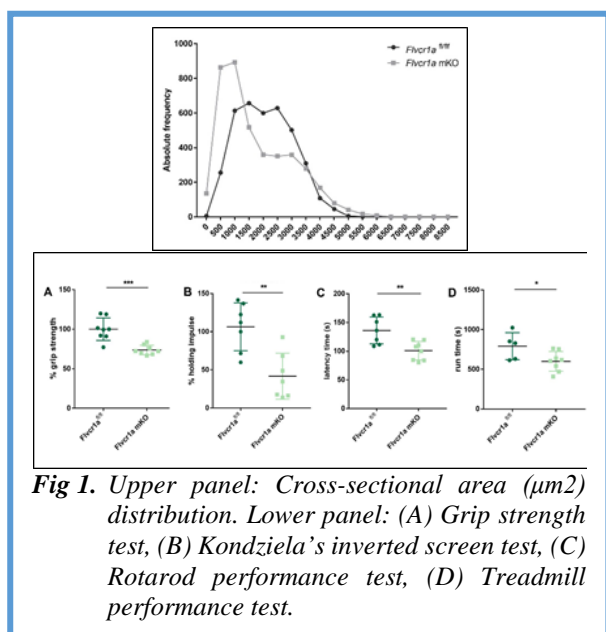 1000
800
600
400
200
0
Absolute frequency
Flvcr1a fl/fl
Flvcr1a mKO
0 500 1000 1500 2000 2500 3000 3500 4000 4500 5000 5500 6000 6500 7000 7500 8000 8500
A
% grip strength
150
100
50
0
***
Flvcr1a fl/fl
Flvcr1a mKO
B
% holding impulse
150
100
50
0
**
Flvcr1a fl/fl
Flvcr1a mKO
C
latency time (s)
200
150
100
50
0
**
Flvcr1a fl/fl
Flvcr1a mKO
D
run time (s)
1500
1000
500
0
*
Flvcr1a fl/fl
Flvcr1a mKO
Fig 1. Upper panel: Cross-sectional area (µm2)
distribution. Lower panel: (A) Grip strength
test, (B) Kondziela's inverted screen test, (C)
Rotarod performance test, (D) Treadmill
performance test.